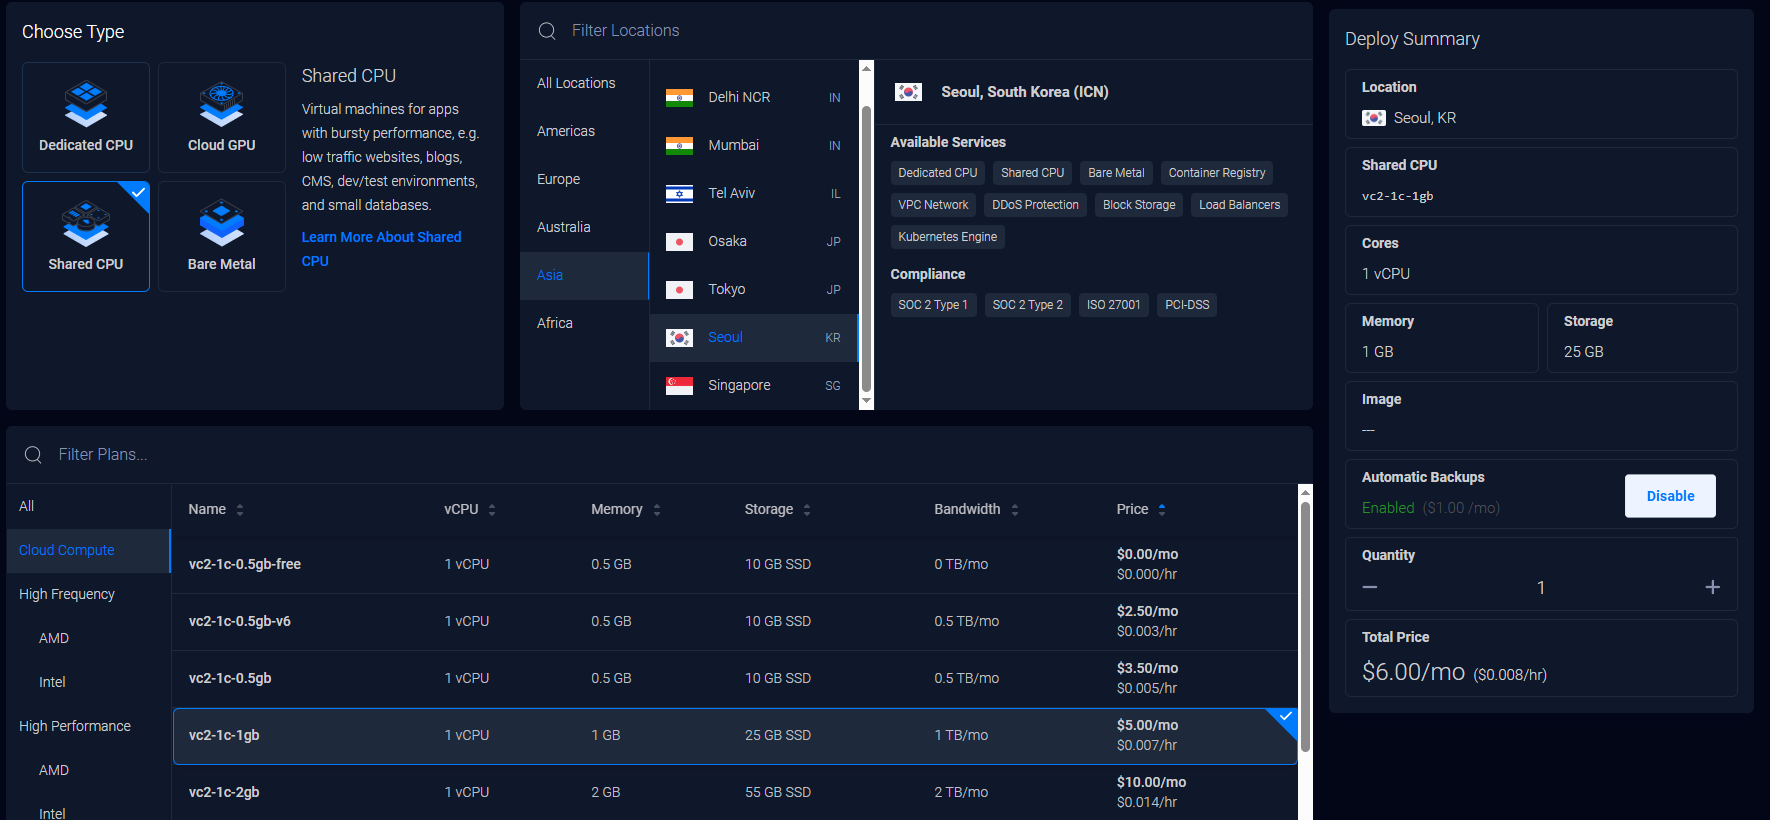 Choose Type
Dedicated CPU
Cloud GPU
Shared CPU
Bare Metal
Shared CPU
Virtual machines for apps
with bursty performance, e.g.
low traffic websites, blogs,
CMS, dev/test environments,
and small databases.
Learn More About Shared
CPU
Filter Locations
All Locations
Americas
Europe
Australia
Asia
Africa
Delhi NCR IN
Mumbai IN
Tel Aviv IL
Osaka JP
Tokyo JP
Seoul KR
Singapore SG
Seoul, South Korea (ICN)
Available Services
Dedicated CPU Shared CPU Bare Metal Container Registry
VPC Network DDoS Protection Block Storage Load Balancers
Kubernetes Engine
Compliance
SOC 2 Type 1 SOC 2 Type 2 ISO 27001 PCI-DSS
Filter Plans...
All
Cloud Compute
High Frequency
AMD
Intel
High Performance
AMD
Intel
Name vCPU Memory Storage Bandwidth Price
vc2-1c-0.5gb-free 1 vCPU 0.5 GB 10 GB SSD 0 TB/mo $0.00/mo
$0.000/hr
vc2-1c-0.5gb-v6 1 vCPU 0.5 GB 10 GB SSD 0.5 TB/mo $2.50/mo
$0.003/hr
vc2-1c-0.5gb 1 vCPU 0.5 GB 10 GB SSD 0.5 TB/mo $3.50/mo
$0.005/hr
vc2-1c-1gb 1 vCPU 1 GB 25 GB SSD 1 TB/mo $5.00/mo
$0.007/hr
vc2-1c-2gb 1 vCPU 2 GB 55 GB SSD 2 TB/mo $10.00/mo
$0.014/hr
Deploy Summary
Location
Seoul, KR
Shared CPU
vc2-1c-1gb
Cores
1 vCPU
Memory
1 GB
Storage
25 GB
Image
---
Automatic Backups
Enabled ($1.00 /mo)
Disable
Quantity
1
Total Price
$6.00/mo ($0.008/hr)